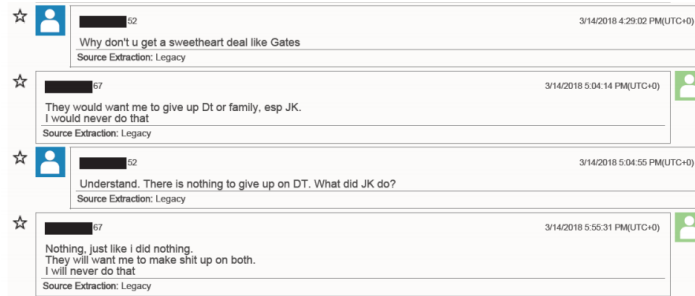 52
3/14/2018 4:29:02 PM(UTC+0)
Why don't u get a sweetheart deal like Gates
Source Extraction: Legacy
67
3/14/2018 5:04:14 PM(UTC+0)
They would want me to give up Dt or family, esp JK.
I would never do that
Source Extraction: Legacy
52
3/14/2018 5:04:55 PM(UTC+0)
Understand. There is nothing to give up on DT. What did JK do?
Source Extraction: Legacy
67
3/14/2018 5:55:31 PM(UTC+0)
Nothing, just like i did nothing.
They will want me to make shit up on both.
I will never do that
Source Extraction: Legacy